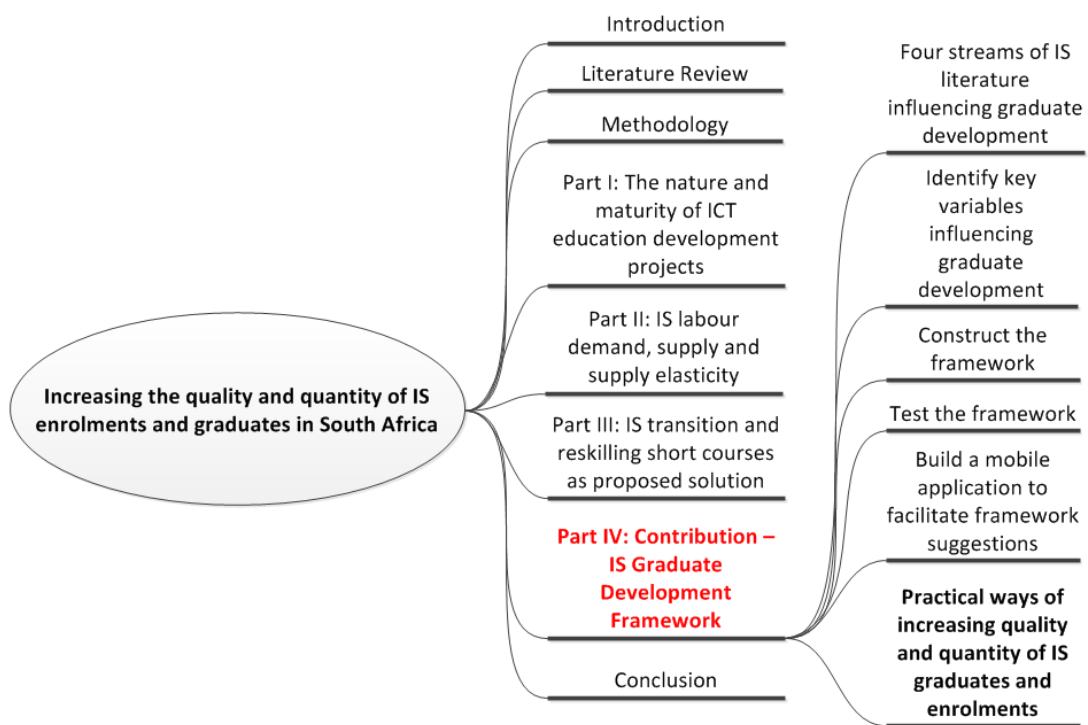 Increasing the quality and quantity of IS
enrolments and graduates in South Africa
Introduction
Literature Review
Methodology
Part I: The nature and
maturity of ICT
education development
projects
Part II: IS labour
demand, supply and
supply elasticity
Part III: IS transition and
reskilling short courses
as proposed solution
Part IV: Contribution –
IS Graduate
Development
Framework
Conclusion
Four streams of IS
literature
influencing graduate
development
Identify key
variables
influencing
graduate
development
Construct the
framework
Test the framework
Build a mobile
application to
facilitate framework
suggestions
Practical ways of
increasing quality
and quantity of IS
graduates and
enrolments